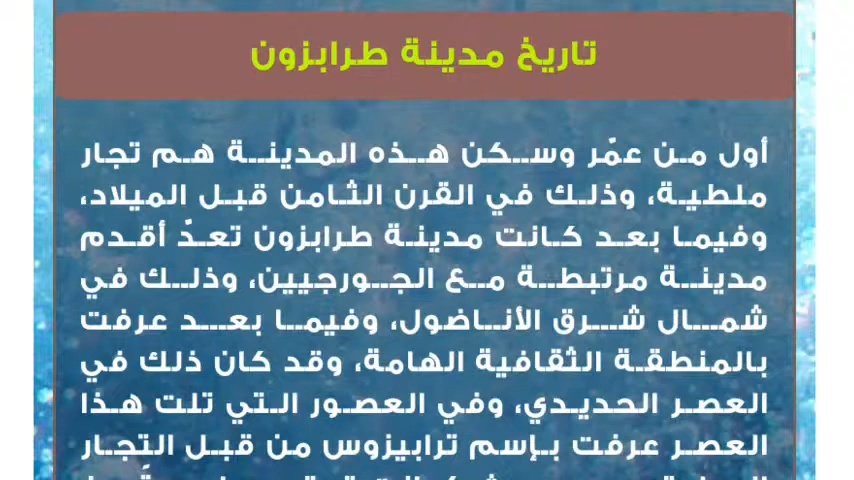 تاريخ مدينة طرابزون
أول من عمّر وسكن هذه المدينة هم تجار
ملطية، وذلك في القرن الثامن قبل الميلاد،
وفيما بعد كانت مدينة طرابزون تعدّ أقدم
مدينة مرتبطة مع الجورجيين، وذلك في
شمال شرق الأناضول، وفيما بعد عرفت
بالمنطقة الثقافية الهامة، وقد كان ذلك في
العصر الحديدي، وفي العصور التي تلت هذا
العصر عرفت بإسم ترابيزوس من قبل التجار